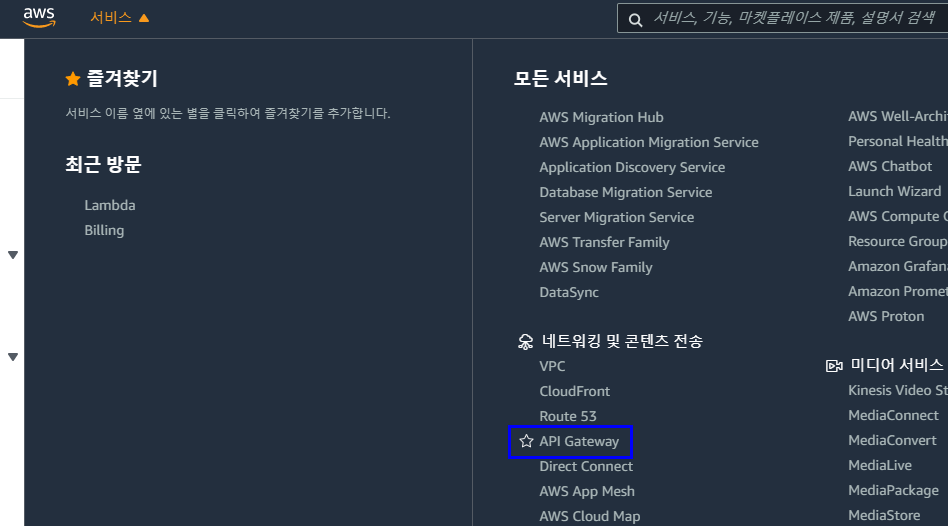 aws
서비스
서비스, 기능, 마켓플레이스 제품, 설명서 검색
즐겨찾기
서비스 이름 옆에 있는 별을 클릭하여 즐겨찾기를 추가합니다.
최근 방문
Lambda
Billing
모든 서비스
AWS Migration Hub
AWS Application Migration Service
Application Discovery Service
Database Migration Service
Server Migration Service
AWS Transfer Family
AWS Snow Family
DataSync
네트워킹 및 콘텐츠 전송
VPC
CloudFront
Route 53
API Gateway
Direct Connect
AWS App Mesh
AWS Cloud Map
AWS Well-Archi
Personal Health
AWS Chatbot
Launch Wizard
AWS Compute
Resource Group
Amazon Grafan
Amazon Promet
AWS Proton
미디어 서비스
Kinesis Video St
MediaConnect
MediaConvert
MediaLive
MediaPackage
MediaStore